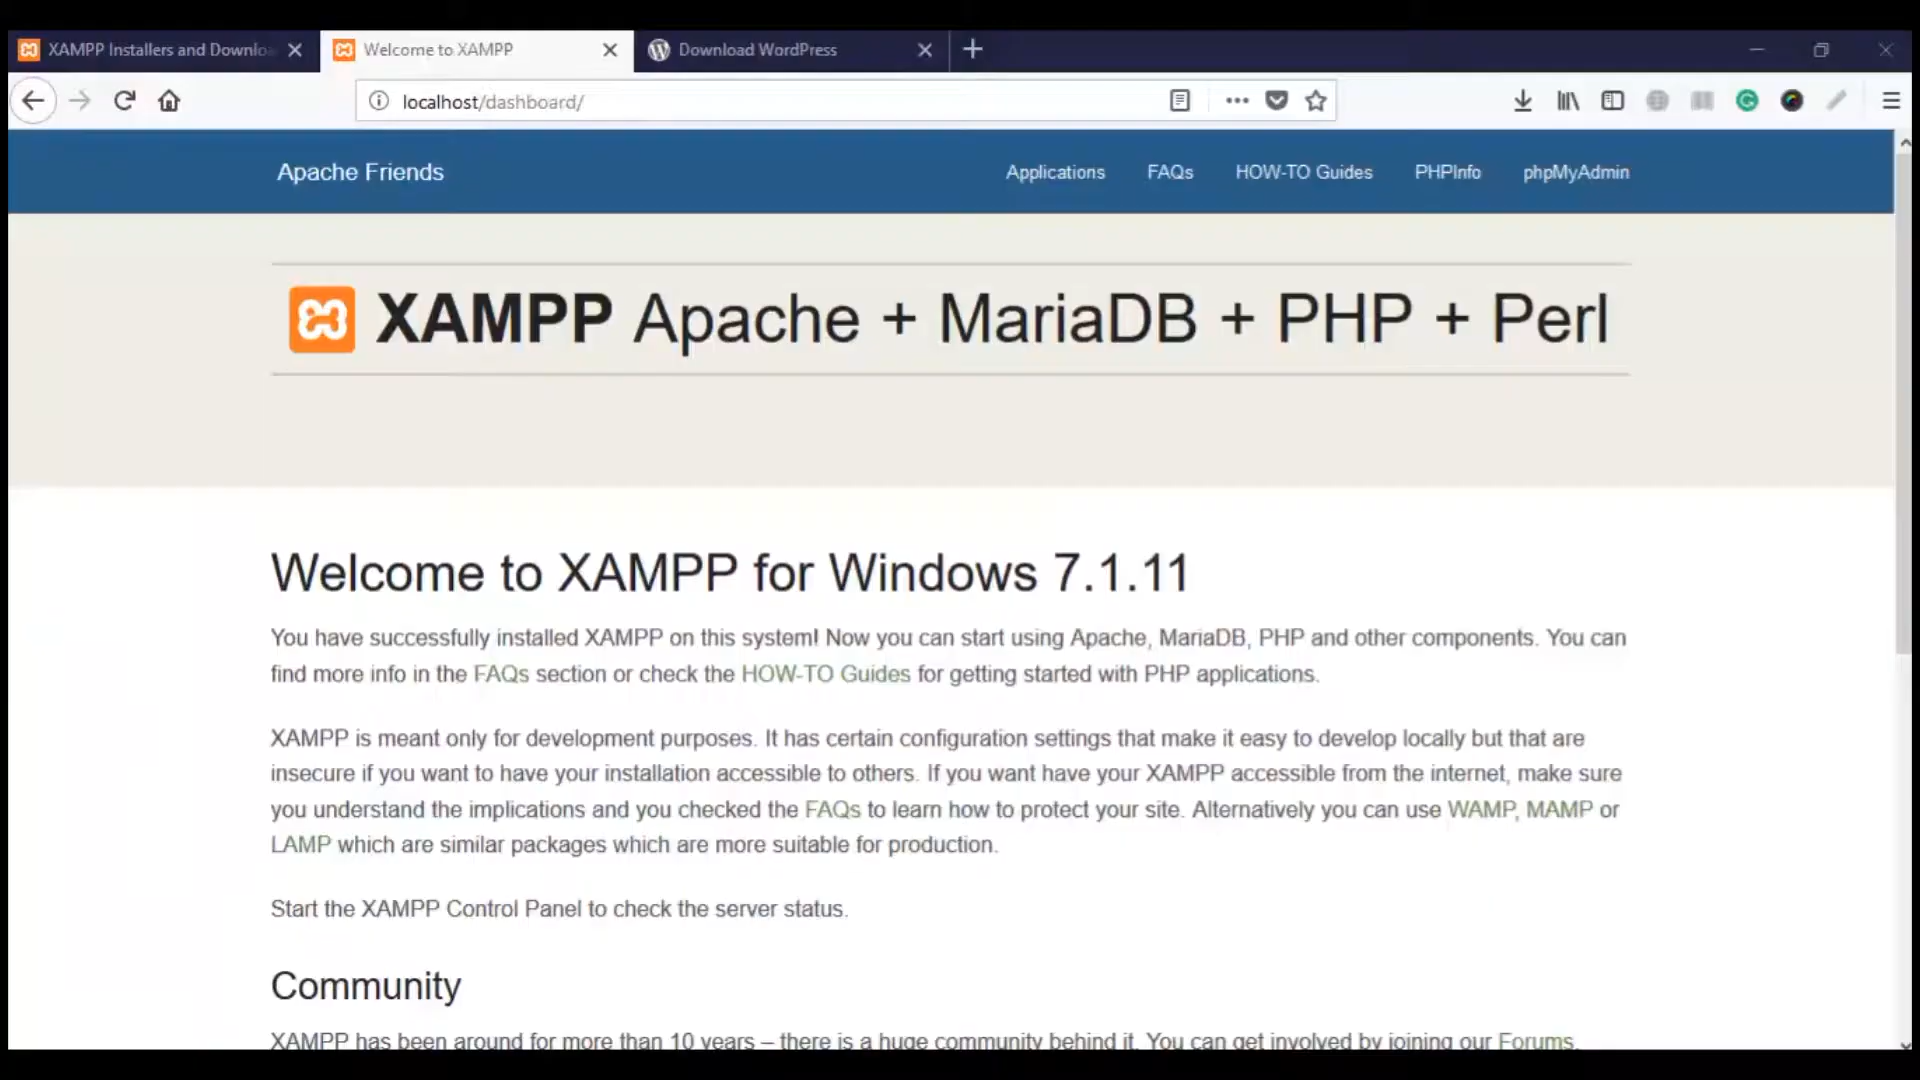 XAMPP Installers and Downlo
Welcome to XAMPP
Download WordPress
localhost/dashboard/
Apache Friends
Applications
FAQs
HOW-TO Guides
PHPInfo
phpMyAdmin
XAMPP Apache + MariaDB + PHP + Perl
Welcome to XAMPP for Windows 7.1.11
You have successfully installed XAMPP on this system! Now you can start using Apache, MariaDB, PHP and other components. You can
find more info in the FAQs section or check the HOW-TO Guides for getting started with PHP applications.
XAMPP is meant only for development purposes. It has certain configuration settings that make it easy to develop locally but that are
insecure if you want to have your installation accessible to others. If you want have your XAMPP accessible from the internet, make sure
you understand the implications and you checked the FAQs to learn how to protect your site. Alternatively you can use WAMP, MAMP or
LAMP which are similar packages which are more suitable for production.
Start the XAMPP Control Panel to check the server status.
Community
XAMPP has been around for more than 10 years – there is a huge community behind it. You can get involved by joining our Forums,